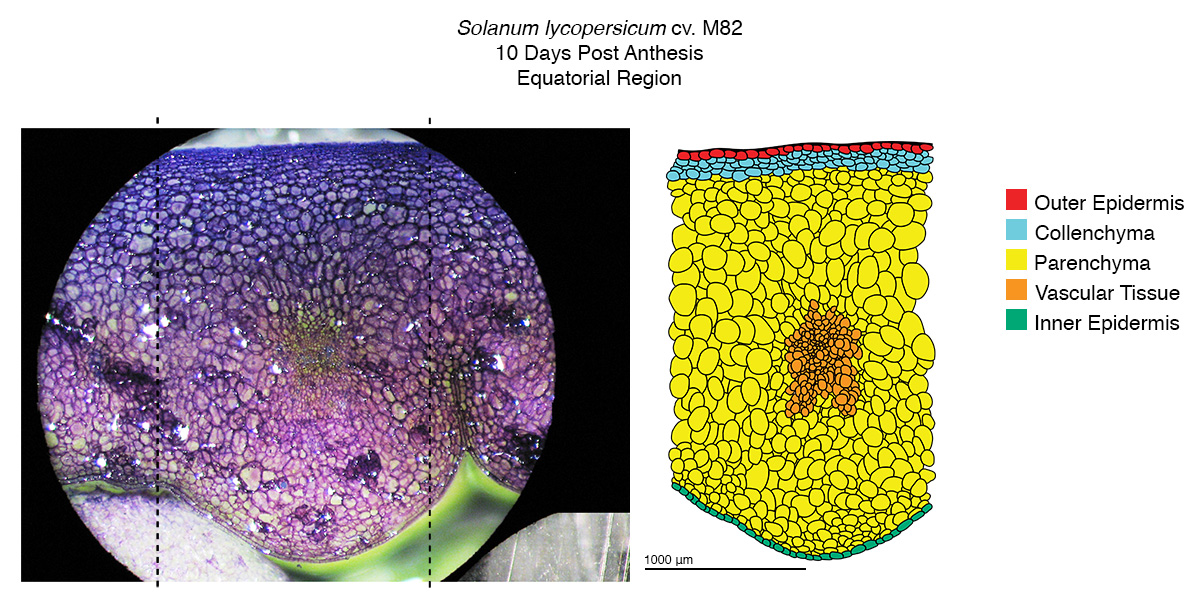 Solanum lycopersicum cv. M82
10 Days Post Anthesis
Equatorial Region
Outer Epidermis
Collenchyma
Parenchyma
Vascular Tissue
Inner Epidermis
1000 µm